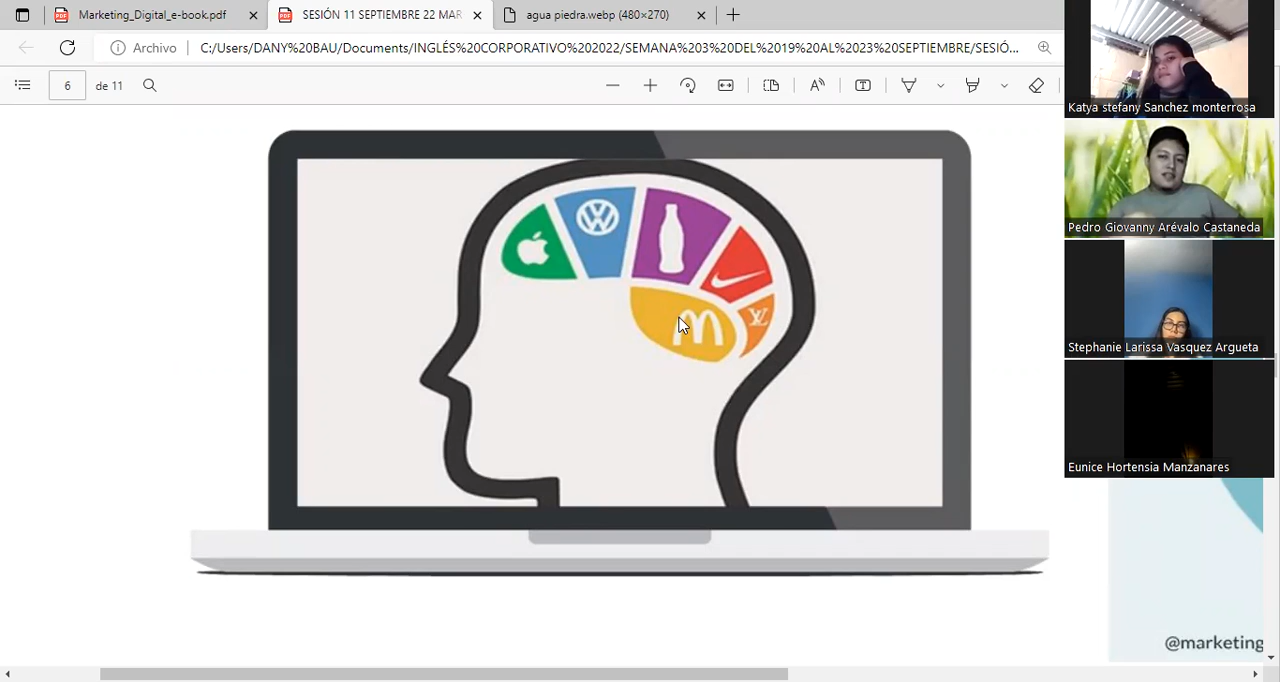 Marketing_Digital_e-book.pdf
SESIÓN 11 SEPTIEMBRE 22 MAR
agua piedra.webp (480×270)
Archivo
C:/Users/DANY%20BAU/Documents/INGLÉS%20CORPORATIVO%202022/SEMANA%203%20DEL%2019%20AL%2023%20SEPTIEMBRE/SESIÓ...
6 de 11
Katya stefany Sanchez monterrosa
Pedro Giovanny Arévalo Castaneda
Stephanie Larissa Vasquez Argueta
Eunice Hortensia Manzanares
@marketing